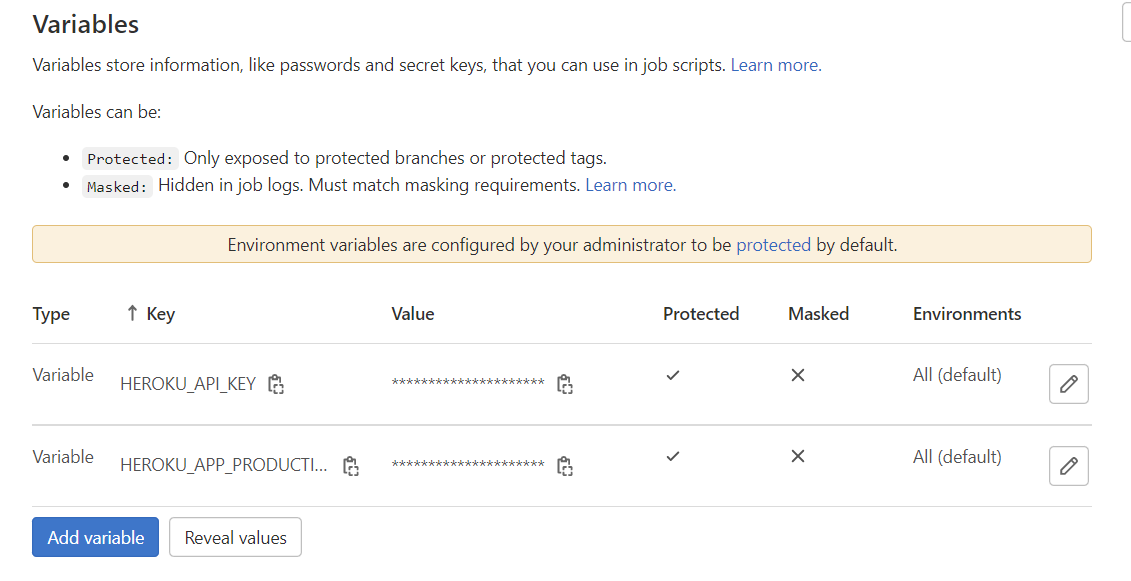 Variables
Variables store information, like passwords and secret keys, that you can use in job scripts. Learn more.
Variables can be:
• Protected: Only exposed to protected branches or protected tags.
• Masked: Hidden in job logs. Must match masking requirements. Learn more.
Environment variables are configured by your administrator to be protected by default.
Type ↑ Key Value Protected Masked Environments
Variable HEROKU_API_KEY ********************* ✓ ✕ All (default)
Variable HEROKU_APP_PRODUCTI... ********************* ✓ ✕ All (default)
Add variable Reveal values